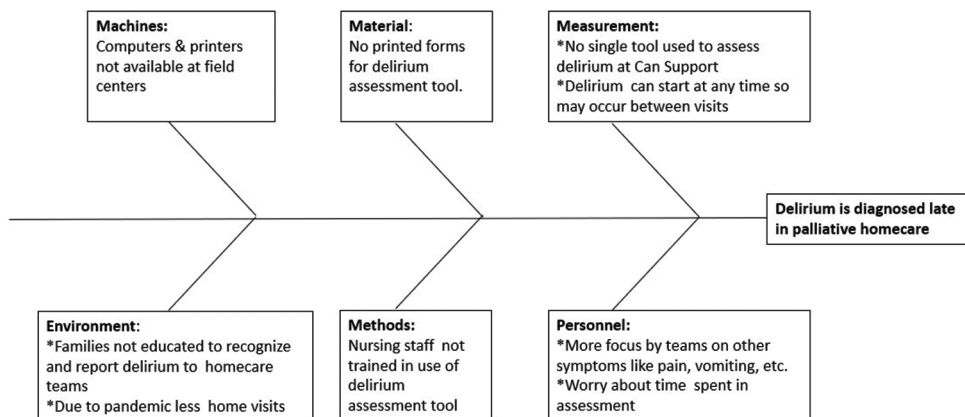 Machines:
Computers & printers
not available at field
centers
Material:
No printed forms
for delirium
assessment tool.
Measurement:
*No single tool used to assess
delirium at Can Support
*Delirium can start at any time so
may occur between visits
Delirium is diagnosed late
in palliative homecare
Environment:
*Families not educated to recognize
and report delirium to homecare
teams
*Due to pandemic less home visits
Methods:
Nursing staff not
trained in use of
delirium
assessment tool
Personnel:
*More focus by teams on other
symptoms like pain, vomiting, etc.
*Worry about time spent in
assessment